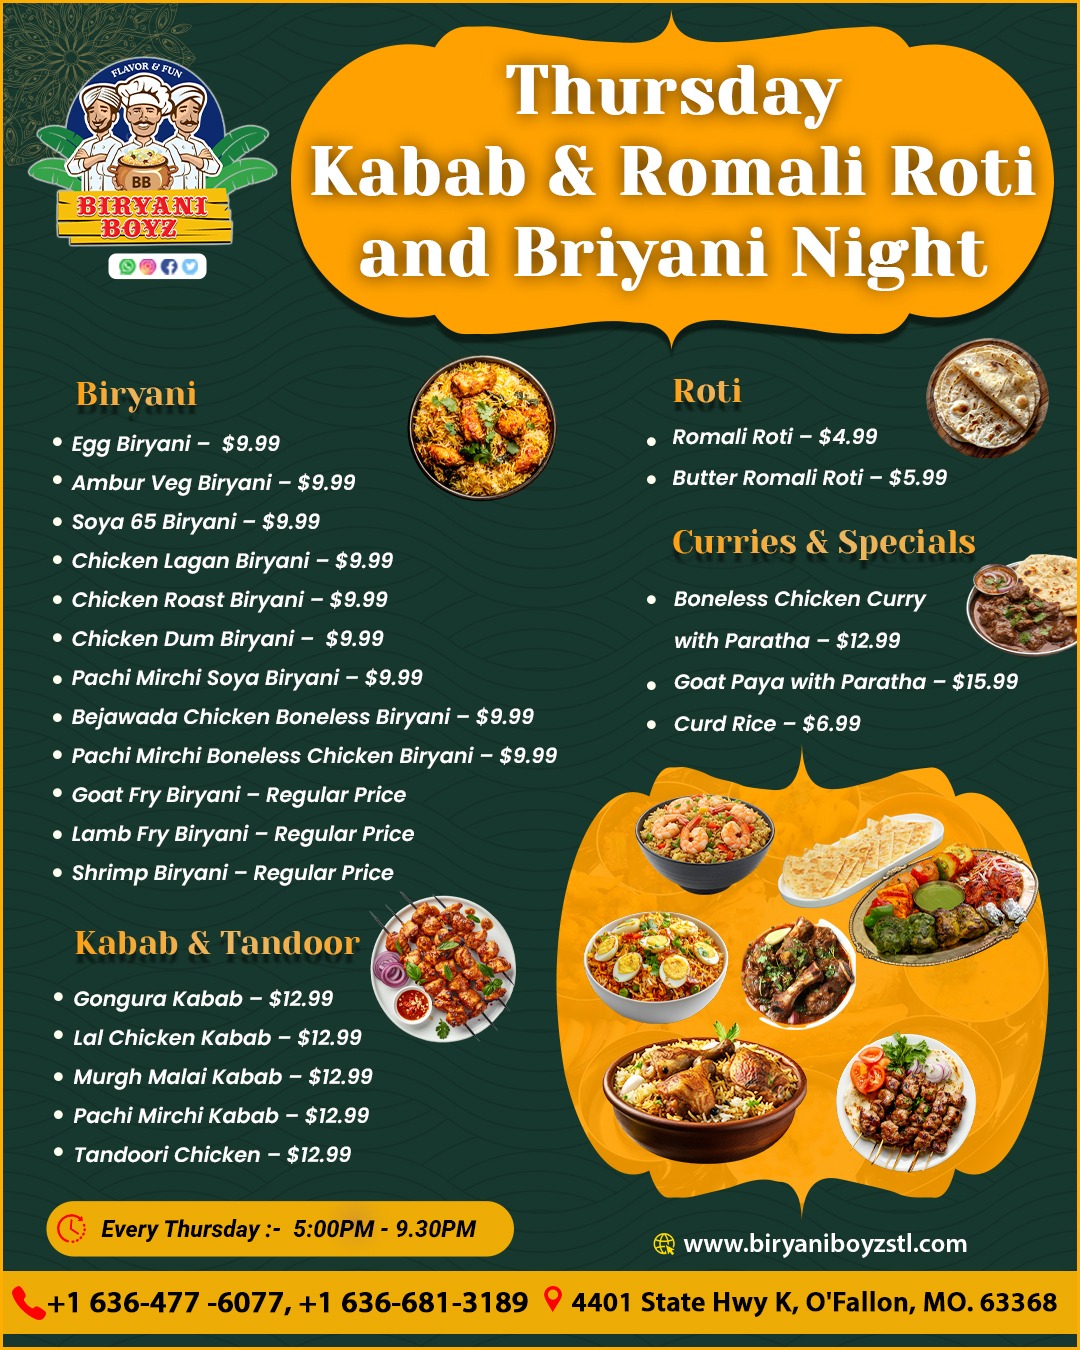 FLAVOR & FUN
BB
BIRYANI
BOYZ
Thursday
Kabab & Romali Roti
and Briyani Night
Biryani
• Egg Biryani – $9.99
• Ambur Veg Biryani – $9.99
• Soya 65 Biryani – $9.99
• Chicken Lagan Biryani – $9.99
• Chicken Roast Biryani – $9.99
• Chicken Dum Biryani – $9.99
• Pachi Mirchi Soya Biryani – $9.99
• Bejawada Chicken Boneless Biryani – $9.99
• Pachi Mirchi Boneless Chicken Biryani – $9.99
• Goat Fry Biryani – Regular Price
• Lamb Fry Biryani – Regular Price
• Shrimp Biryani – Regular Price
Kabab & Tandoor
• Gongura Kabab – $12.99
• Lal Chicken Kabab – $12.99
• Murgh Malai Kabab – $12.99
• Pachi Mirchi Kabab – $12.99
• Tandoori Chicken – $12.99
Roti
• Romali Roti – $4.99
• Butter Romali Roti – $5.99
Curries & Specials
• Boneless Chicken Curry
with Paratha – $12.99
• Goat Paya with Paratha – $15.99
• Curd Rice – $6.99
Every Thursday :- 5:00PM - 9.30PM
www.biryaniboyzstl.com
+1 636-477 -6077, +1 636-681-3189
4401 State Hwy K, O'Fallon, MO. 63368